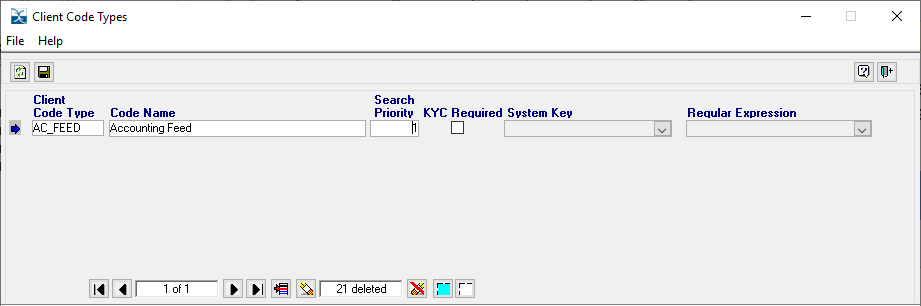 Client Code Types
File Help
Client Code Type Code Name Search Priority KYC Required System Key Regular Expression
AC_FEED Accounting Feed 1
1 of 1 21 deleted